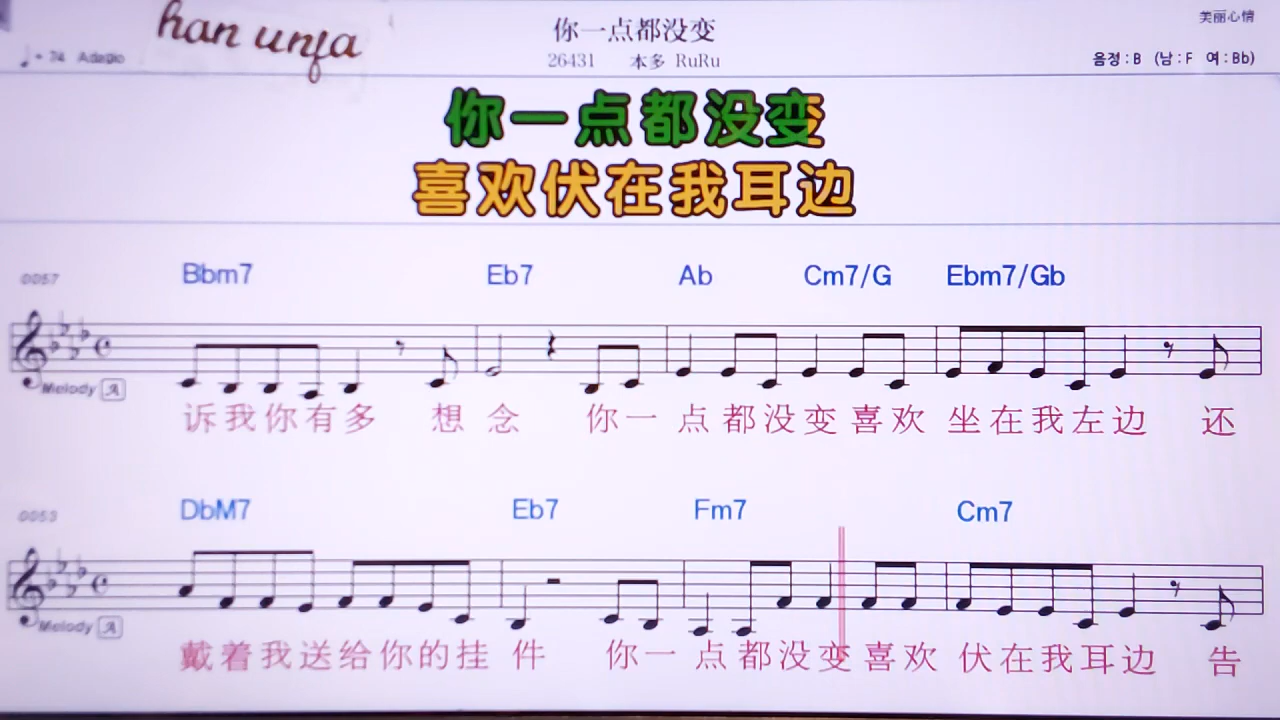 han unfa
你一点都没变
美丽心情
♩= 74 Adagio
26431 本多 RuRu
음정 : B (남 : F 여 : Bb)
你一点都没变
喜欢伏在我耳边
0057
Bbm7 Eb7 Ab Cm7/G Ebm7/Gb
Melody A
诉我你有多 想念 你一点都没变喜欢 坐在我左边 还
0053
DbM7 Eb7 Fm7 Cm7
Melody A
戴着我送给你的挂件 你一点都没变喜欢 伏在我耳边 告